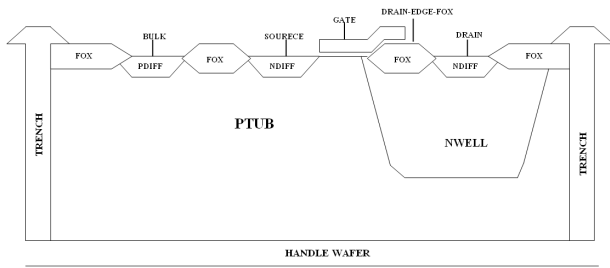 DRAIN-EDGE-FOX
GATE
BULK
SOURECE
DRAIN
FOX
PDIFF
FOX
NDIFF
FOX
NDIFF
FOX
TRENCH
PTUB
NWELL
TRENCH
HANDLE WAFER